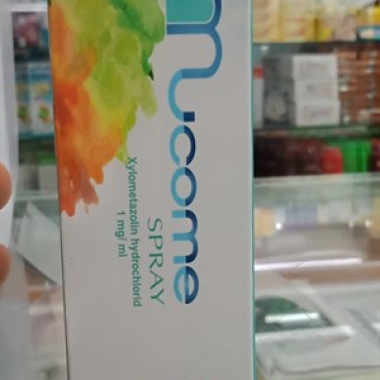 mucome
SPRAY
Xylometazolin hydrochlorid
1 mg/ml